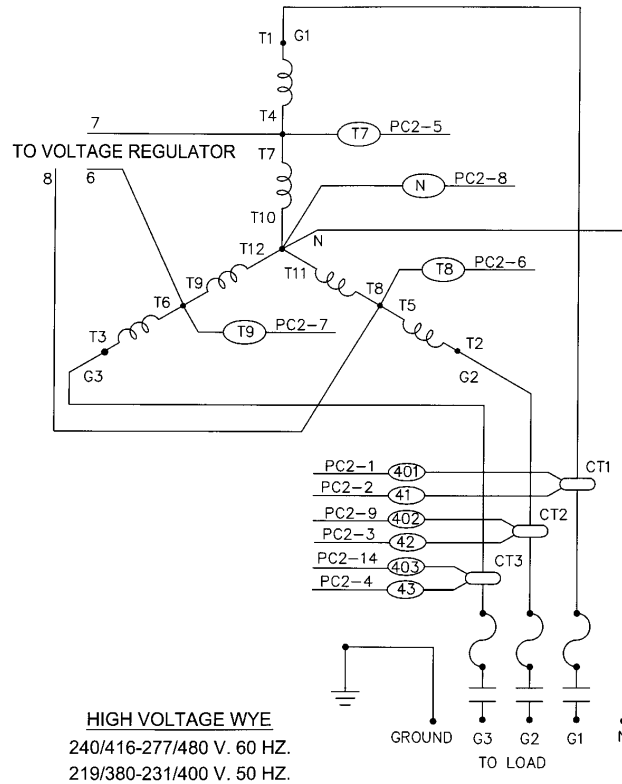 T1 G1
T4
7
T7 PC2-5
T7
TO VOLTAGE REGULATOR
8 6
N PC2-8
T10
T12 N
T9 T11 T8 T8 PC2-6
T6 T5
T3 T9 PC2-7 T2
G3 G2
PC2-1 401 CT1
PC2-2 41
PC2-9 402 CT2
PC2-3 42
PC2-14 403 CT3
PC2-4 43
GROUND G3 G2 G1 N
TO LOAD
HIGH VOLTAGE WYE
240/416-277/480 V. 60 HZ.
219/380-231/400 V. 50 HZ.